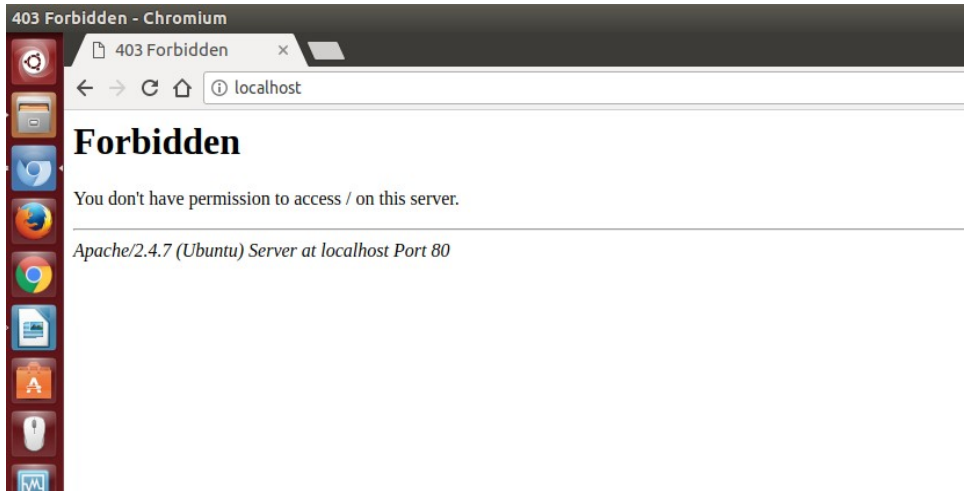 403 Forbidden - Chromium
403 Forbidden
localhost
Forbidden
You don't have permission to access / on this server.
Apache/2.4.7 (Ubuntu) Server at localhost Port 80